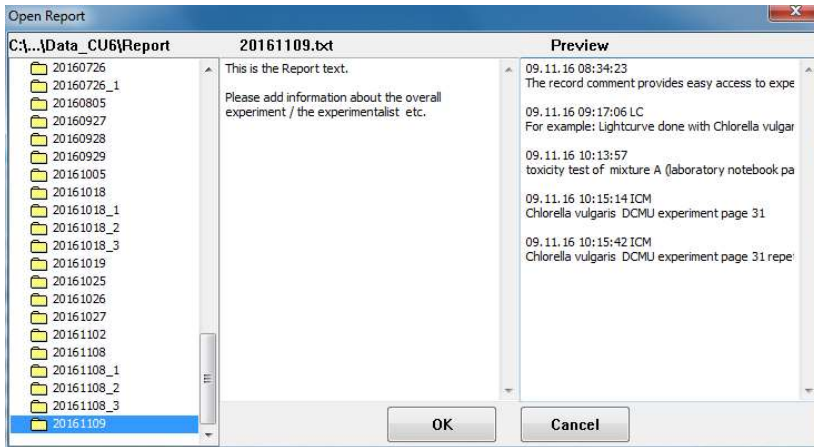 Open Report
C:\...\Data_CU6\Report
20160726
20160726_1
20160805
20160927
20160928
20160929
20161005
20161018
20161018_1
20161018_2
20161018_3
20161019
20161025
20161026
20161027
20161102
20161108
20161108_1
20161108_2
20161108_3
20161109
20161109.txt
This is the Report text.
Please add information about the overall
experiment / the experimentalist etc.
Preview
09.11.16 08:34:23
The record comment provides easy access to expe
09.11.16 09:17:06 LC
For example: Lightcurve done with Chlorella vulgar
09.11.16 10:13:57
toxicity test of mixture A (laboratory notebook pa
09.11.16 10:15:14 ICM
Chlorella vulgaris DCMU experiment page 31
09.11.16 10:15:42 ICM
Chlorella vulgaris DCMU experiment page 31 repe
OK
Cancel